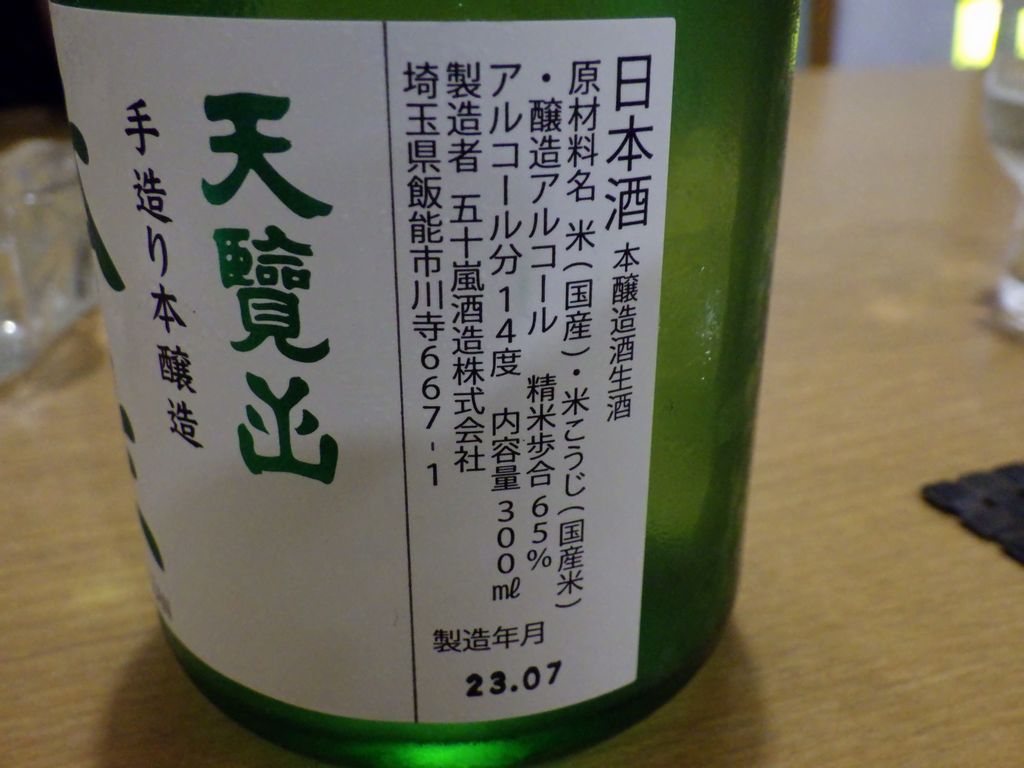 日本酒 本醸造酒生酒
原材料名 米(国産)・米こうじ(国産米)
・醸造アルコール 精米歩合65%
アルコール分14度 内容量300㎖
製造者 五十嵐酒造株式会社
埼玉県飯能市川寺667-1
製造年月
23.07
天覽山
手造り本醸造